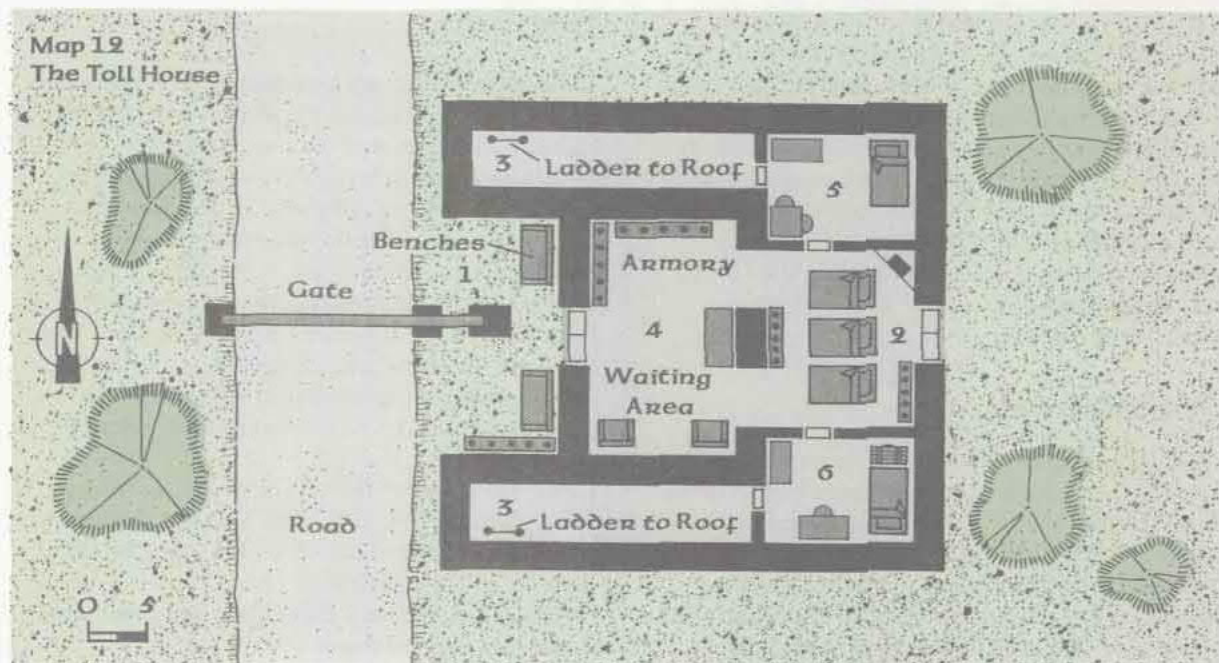 Map 12
The Toll House
3
Ladder to Roof
5
Benches
1
Armory
Gate
N
4
2
Waiting
Area
6
Road
3
Ladder to Roof
0 5